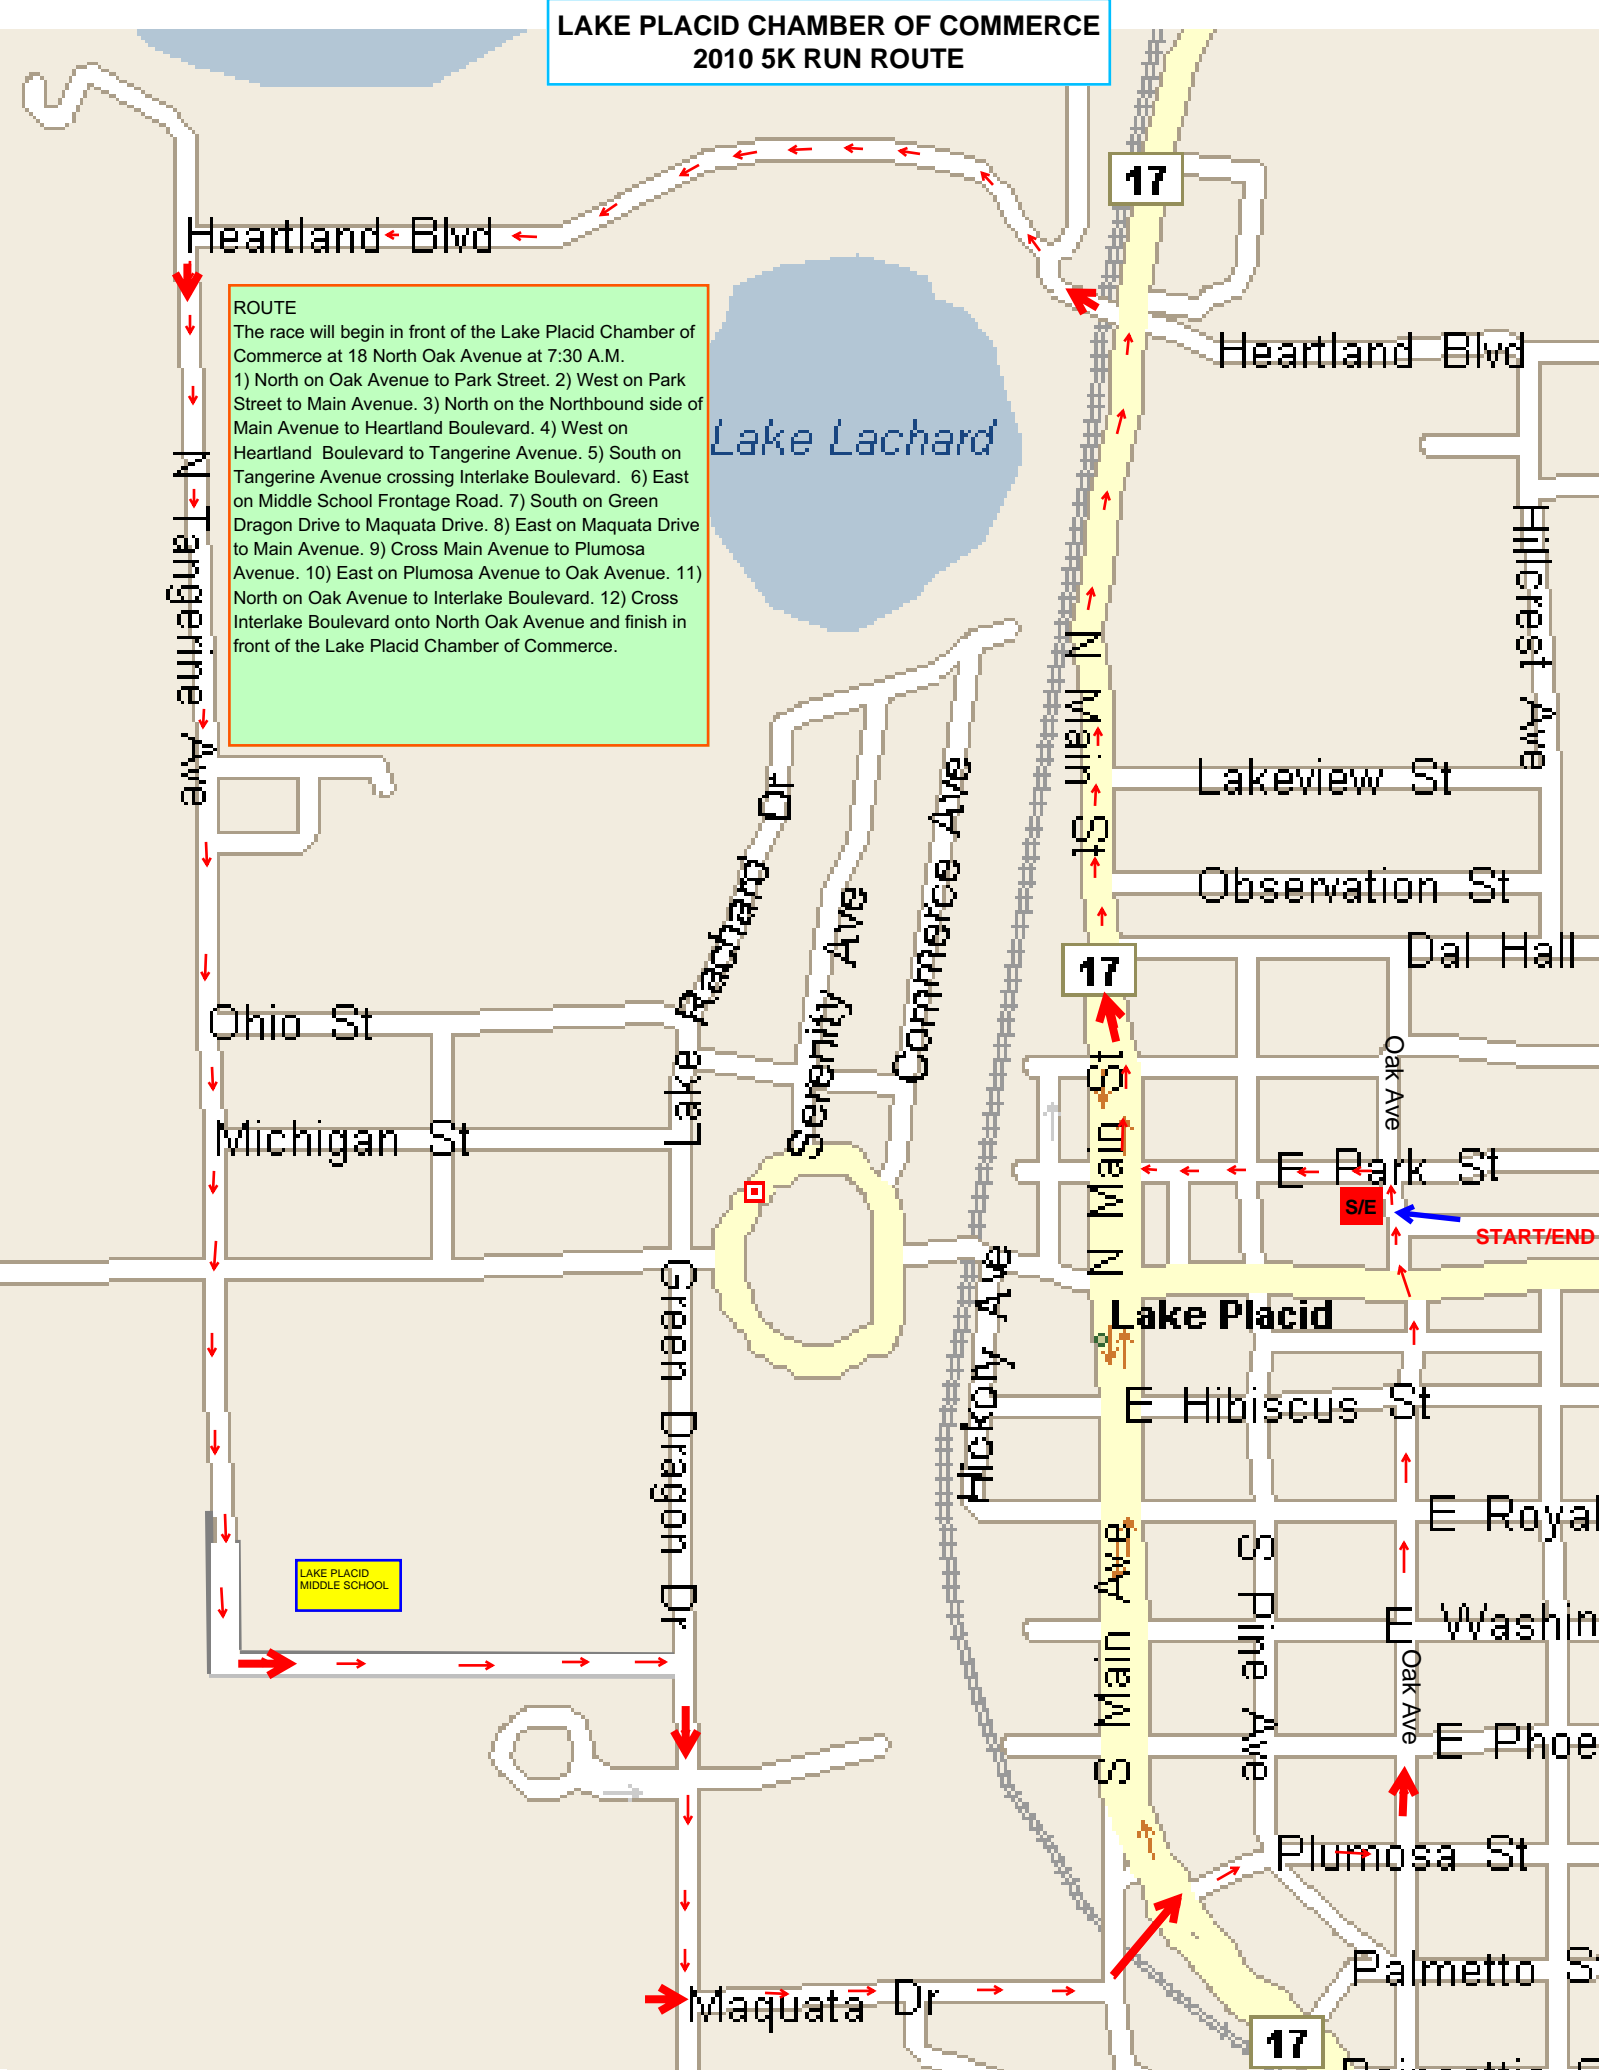 LAKE PLACID CHAMBER OF COMMERCE
2010 5K RUN ROUTE
17
Heartland Blvd
ROUTE
The race will begin in front of the Lake Placid Chamber of
Commerce at 18 North Oak Avenue at 7:30 A.M.
1) North on Oak Avenue to Park Street. 2) West on Park
Street to Main Avenue. 3) North on the Northbound side of
Main Avenue to Heartland Boulevard. 4) West on
Heartland  Boulevard to Tangerine Avenue. 5) South on
Tangerine Avenue crossing Interlake Boulevard.  6) East
on Middle School Frontage Road. 7) South on Green
Dragon Drive to Maquata Drive. 8) East on Maquata Drive
to Main Avenue. 9) Cross Main Avenue to Plumosa
Avenue. 10) East on Plumosa Avenue to Oak Avenue. 11)
North on Oak Avenue to Interlake Boulevard. 12) Cross
Interlake Boulevard onto North Oak Avenue and finish in
front of the Lake Placid Chamber of Commerce.
Heartland Blvd
Lake Lachard
N Tangerine Ave
Hillcrest Ave
N Main St
Lakeview St
Lake Rachard Dr
Serenity Ave
Commerce Ave
Observation St
Dal Hall
17
Ohio St
Oak Ave
N Main St
Michigan St
E Park St
S/E
START/END
Hickory Ave
Green Dragon Dr
Lake Placid
E Hibiscus St
E Royal
S Main Ave
S Pine Ave
LAKE PLACID
MIDDLE SCHOOL
E Washin
Oak Ave
E Phoe
Plumosa St
Palmetto S
Maquata Dr
17